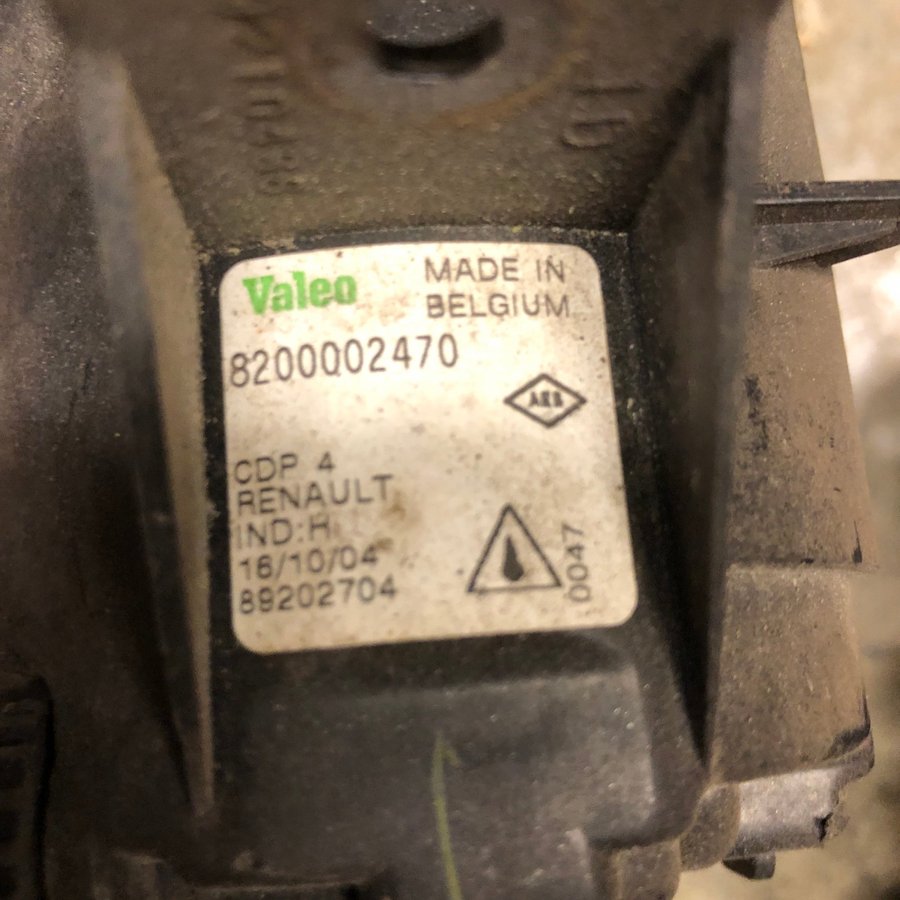 Valeo
MADE IN
BELGIUM
8200002470
CDP 4
RENAULT
IND:H
16/10/04
89202704
0047